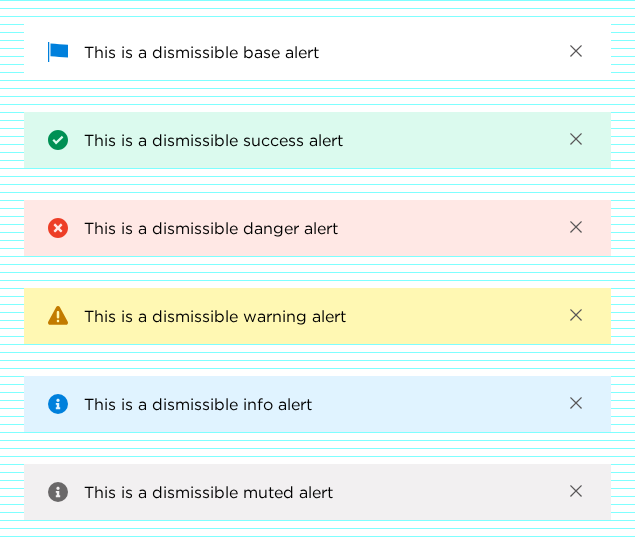 This is a dismissible base alert
This is a dismissible success alert
This is a dismissible danger alert
This is a dismissible warning alert
This is a dismissible info alert
This is a dismissible muted alert